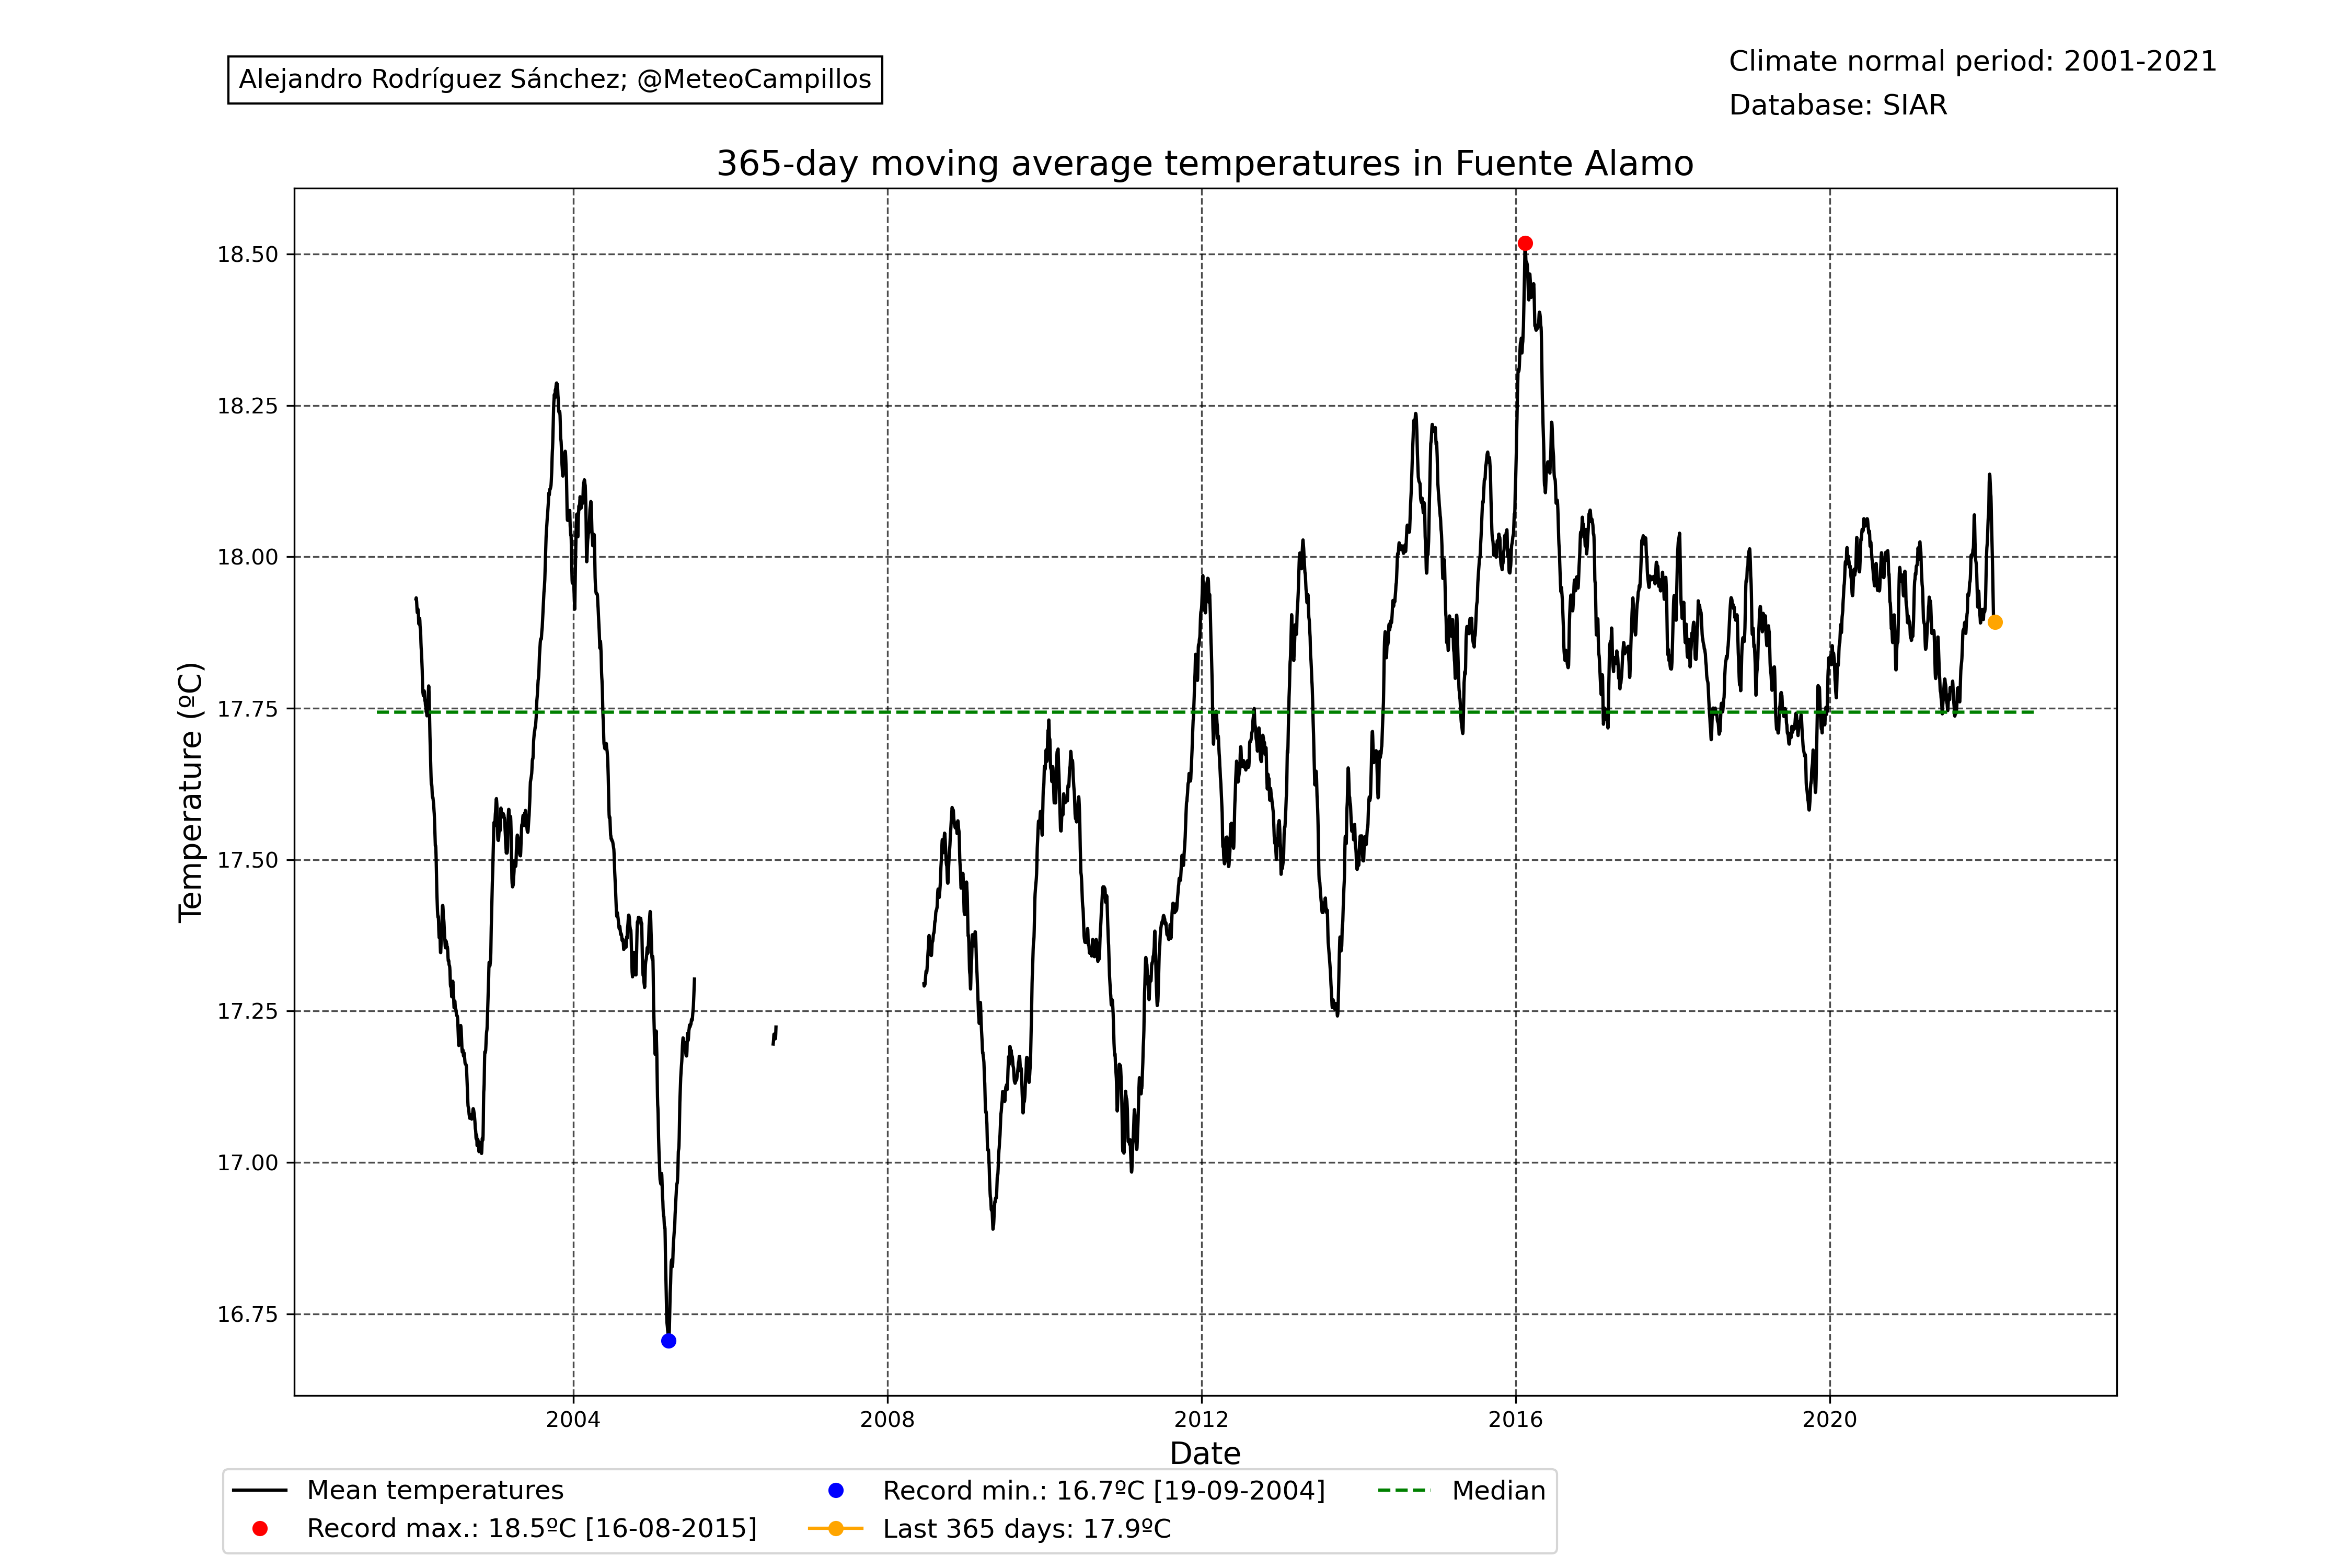 Alejandro Rodríguez Sánchez; @MeteoCampillos
Climate normal period: 2001-2021
Database: SIAR
365-day moving average temperatures in Fuente Alamo
Temperature (ºC)
18.50
18.25
18.00
17.75
17.50
17.25
17.00
16.75
2004 2008 2012 2016 2020
Date
Mean temperatures
Record max.: 18.5ºC [16-08-2015]
Record min.: 16.7ºC [19-09-2004]
Last 365 days: 17.9ºC
Median